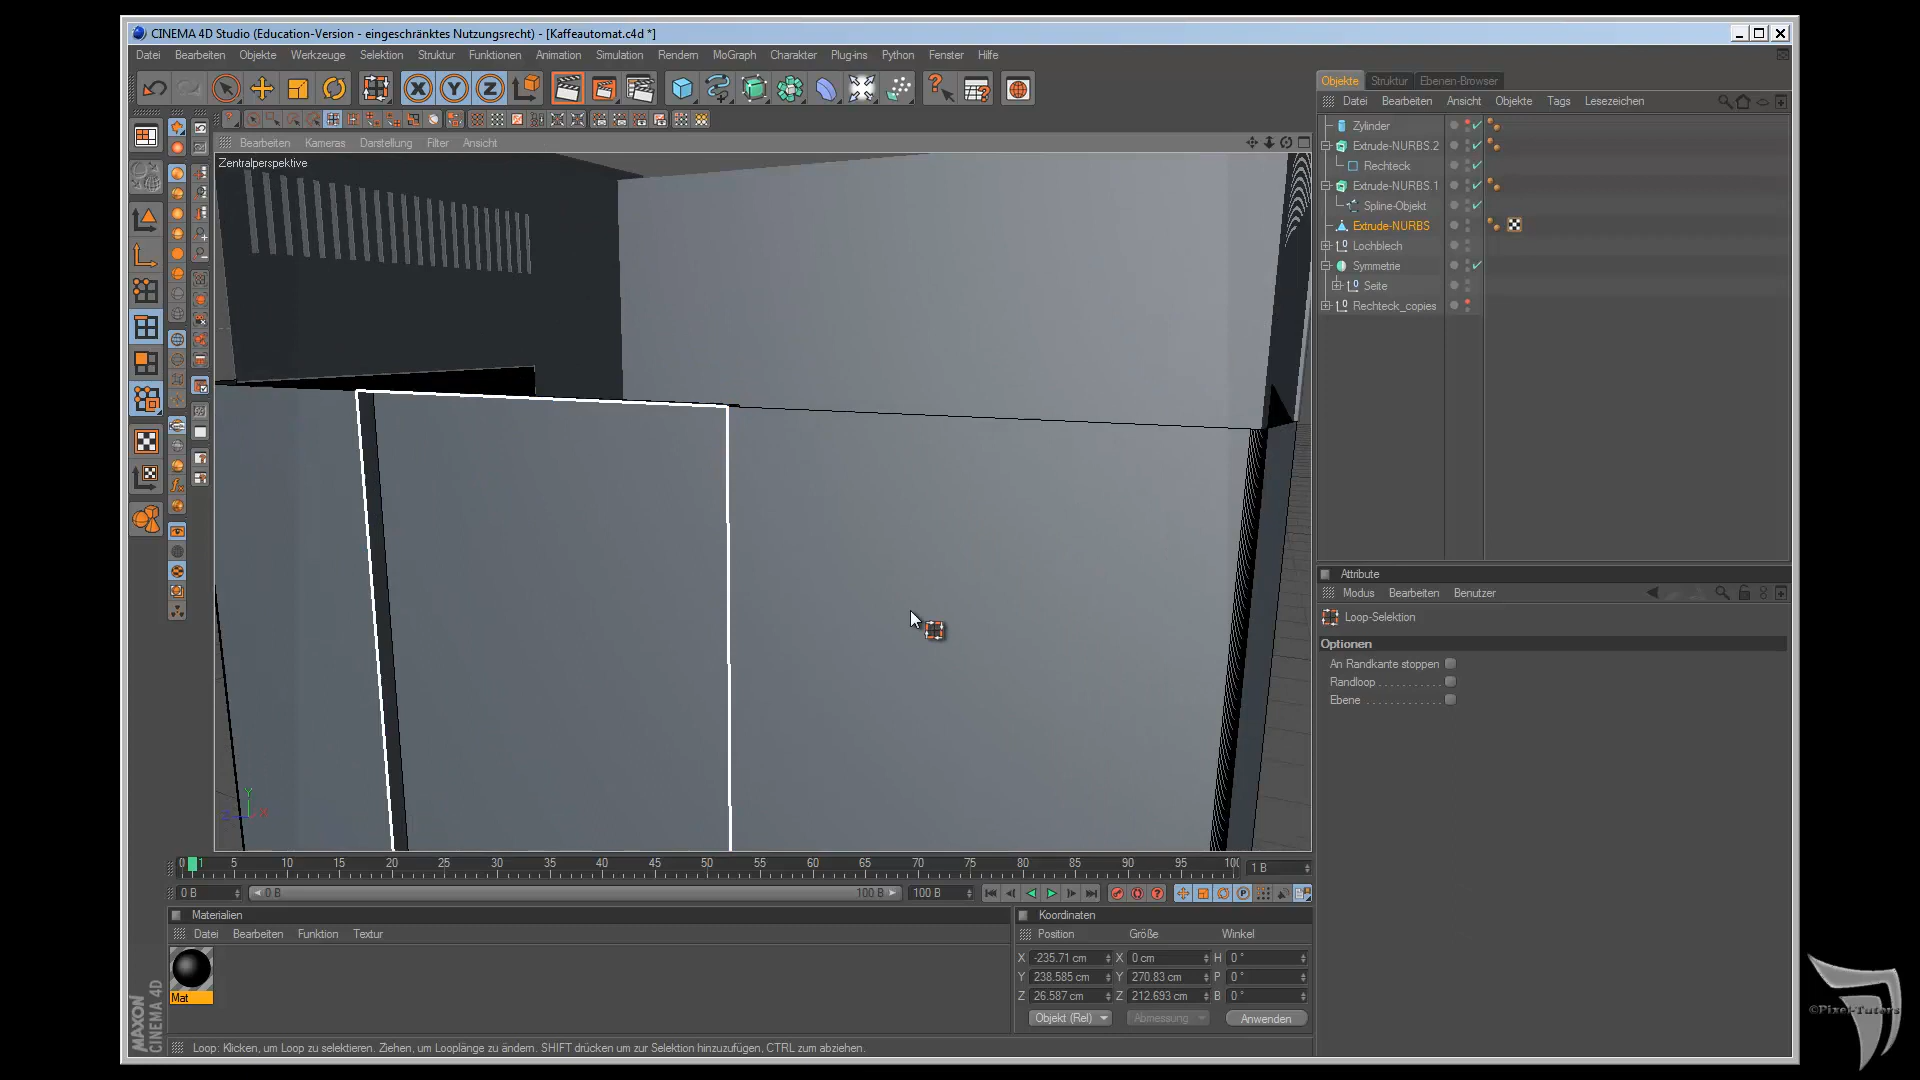 CINEMA 4D Studio (Education-Version - eingeschränktes Nutzungsrecht) - [Kaffeautomat.c4d *]
Datei Bearbeiten Objekte Werkzeuge Selektion Struktur Funktionen Animation Simulation Rendern MoGraph Charakter Plug-ins Python Fenster Hilfe
Objekte Struktur Ebenen-Browser
Datei Bearbeiten Ansicht Objekte Tags Lesezeichen
Bearbeiten Kameras Darstellung Filter Ansicht
Zentralperspektive
Zylinder
Extrude-NURBS.2
Rechteck
Extrude-NURBS.1
Spline-Objekt
Extrude-NURBS
Lochblech
Symmetrie
Seite
Rechteck_copies
Attribute
Modus Bearbeiten Benutzer
Loop-Selektion
Optionen
An Randkante stoppen
Randloop
Ebene
Y
0 1 5 10 15 20 25 30 35 40 45 50 55 60 65 70 75 80 85 90 95 100
1 B
0 B 0 B 100 B 100 B
Materialien
Datei Bearbeiten Funktion Textur
Mat
Koordinaten
Position Größe Winkel
X -235.71 cm X 0 cm H 0 °
Y 238.585 cm Y 270.83 cm P 0 °
Z 26.587 cm Z 212.693 cm B 0 °
Objekt (Rel) Abmessung Anwenden
MAXON
CINEMA 4D
Loop: Klicken, um Loop zu selektieren. Ziehen, um Looplänge zu ändern. SHIFT drücken um zur Selektion hinzuzufügen, CTRL zum abziehen.
©Pixel-Tutors